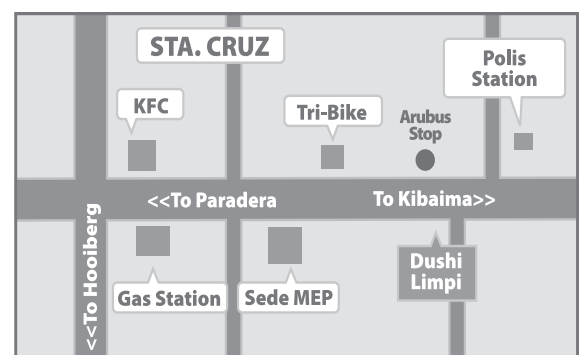 STA. CRUZ
Polis
Station
KFC
Tri-Bike
Arubus
Stop
<<To Paradera
To Kibaima>>
<<To Hooiberg
Gas Station
Sede MEP
Dushi
Limpi